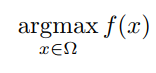 argmax f(x)
x∈Ω